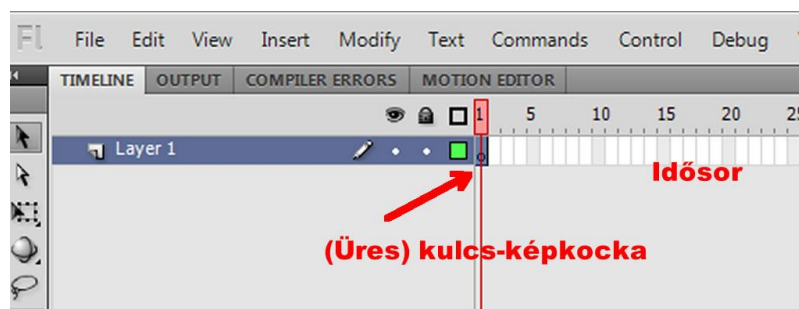 Fl File Edit View Insert Modify Text Commands Control Debug
TIMELINE OUTPUT COMPILER ERRORS MOTION EDITOR
1 5 10 15 20 25
Layer 1
Idősor
(Üres) kulcs-képkocka